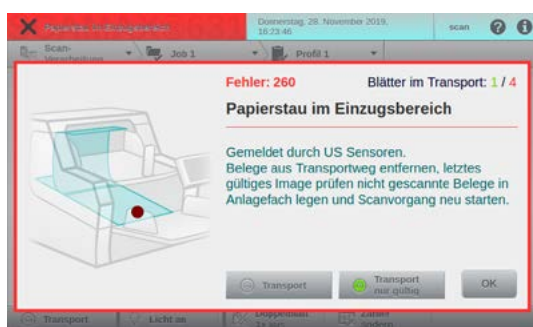 Papierstau im Einzugsbereich
Donnerstag, 28. November 2019,
16:23:46
scan
Scan-
Verarbeitung
Job 1
Profil 1
Fehler: 260
Blätter im Transport: 1 / 4
Papierstau im Einzugsbereich
Gemeldet durch US Sensoren.
Belege aus Transportweg entfernen, letztes
gültiges Image prüfen nicht gescannte Belege in
Anlagefach legen und Scanvorgang neu starten.
Transport
Transport
nur gültig
OK
Transport
Licht an
Doppeleinzug
Zähler
ändern